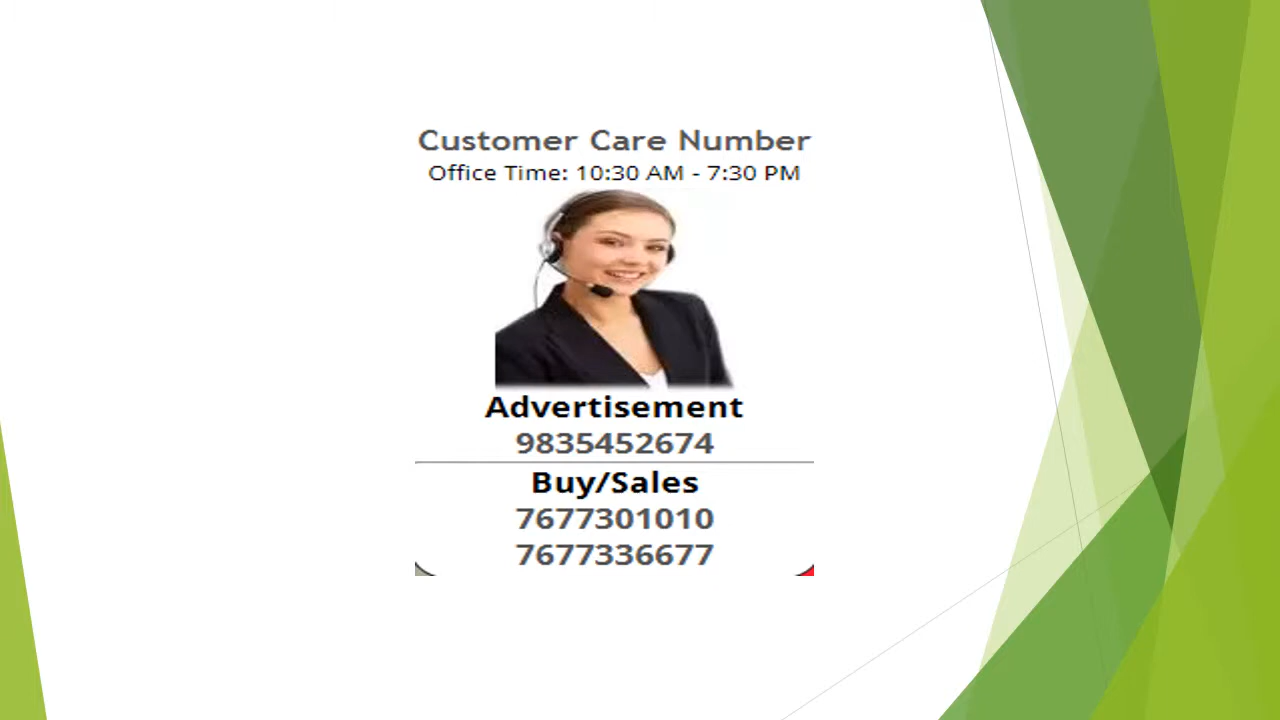 Customer Care Number
Office Time: 10:30 AM - 7:30 PM
Advertisement
9835452674
Buy/Sales
7677301010
7677336677